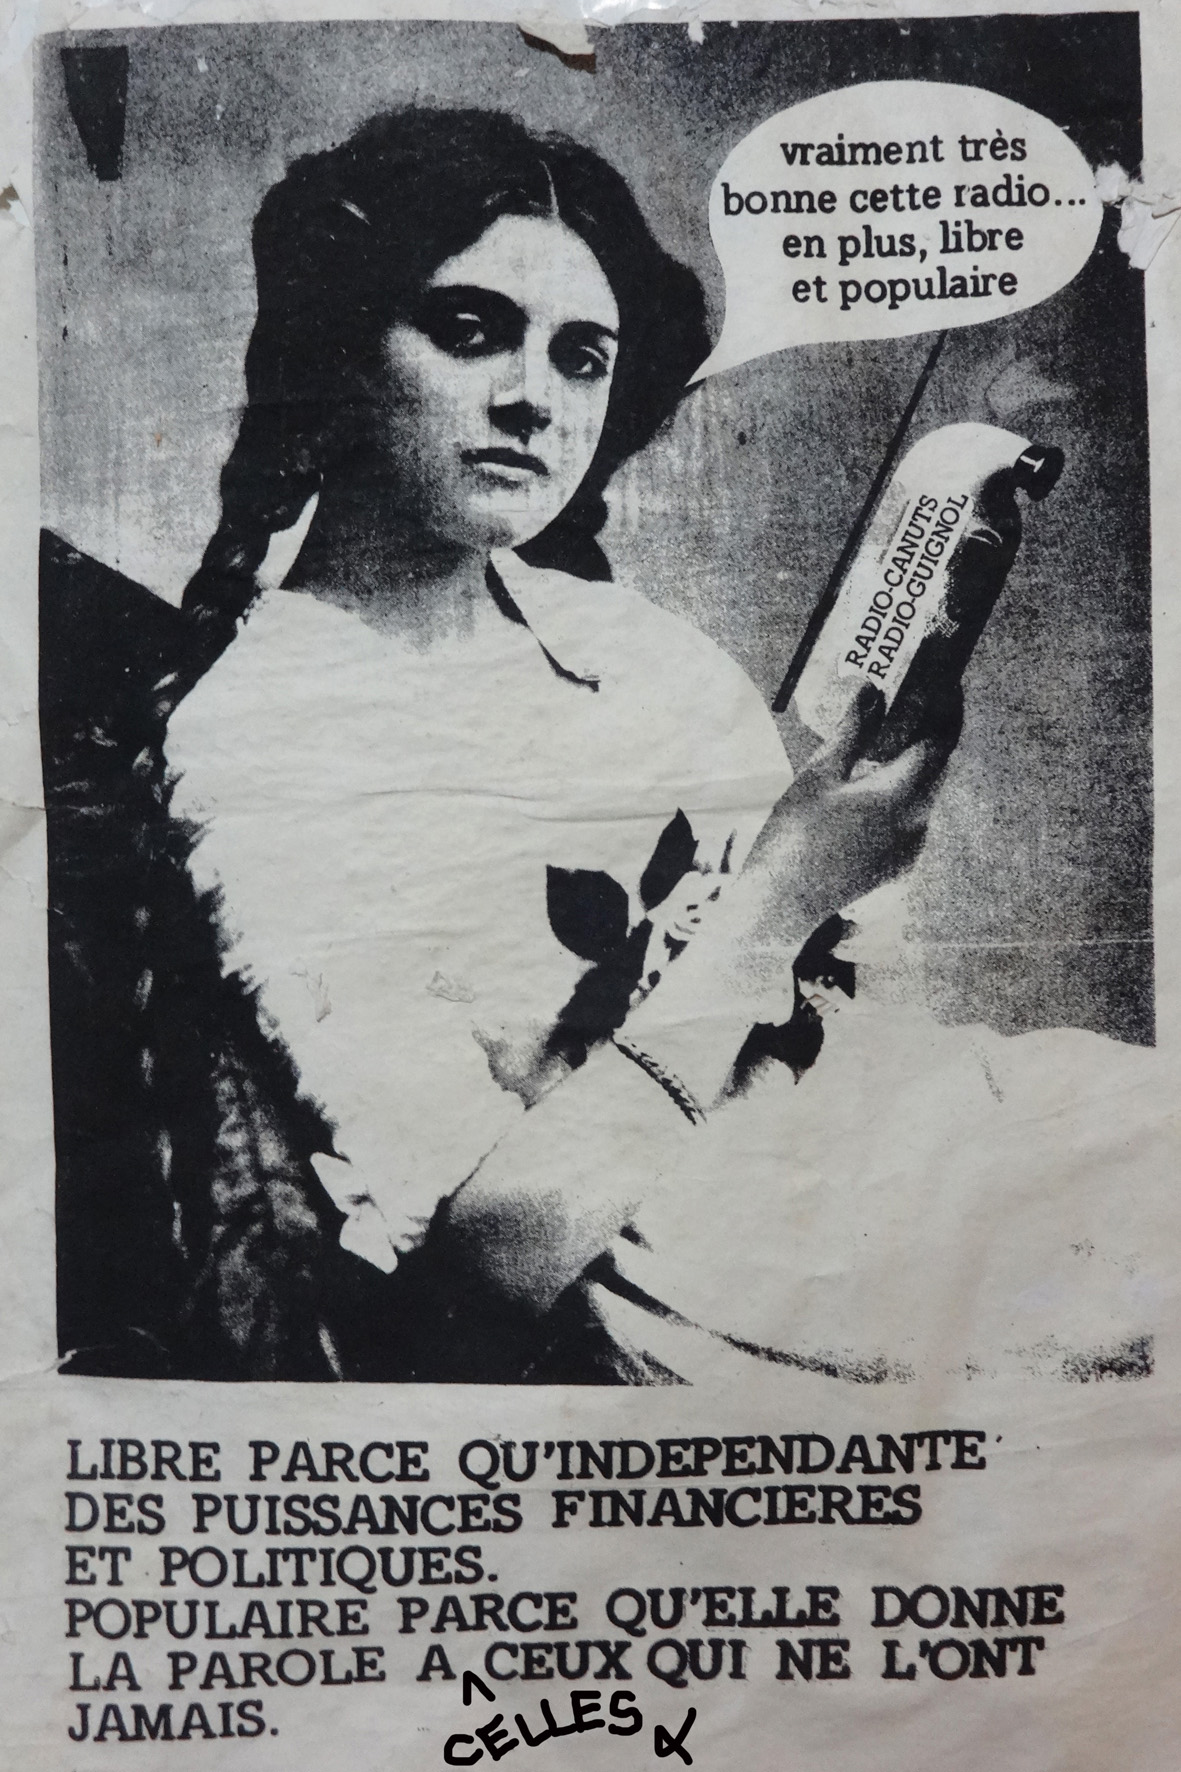 vraiment très
bonne cette radio...
en plus, libre
et populaire
RADIO-CANUTS
RADIO-GUIGNOL
LIBRE PARCE QU'INDEPENDANTE
DES PUISSANCES FINANCIERES
ET POLITIQUES.
POPULAIRE PARCE QU'ELLE DONNE
LA PAROLE A CEUX QUI NE L'ONT
CELLES &
JAMAIS.